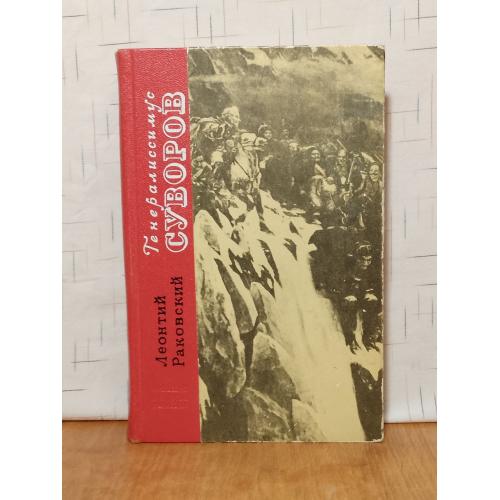 Генералиссимус
СУВОРОВ
Леонтий
Раковский